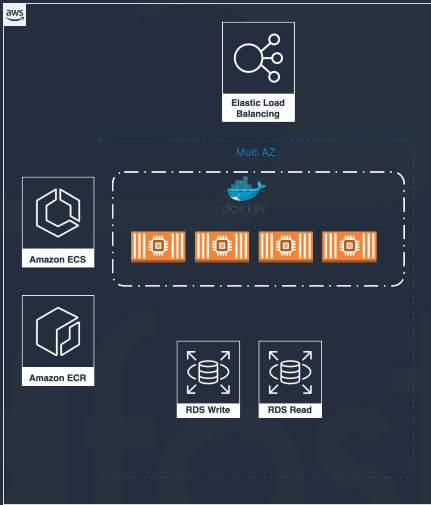 aws
Elastic Load
Balancing
Multi AZ
docker
Amazon ECS
Amazon ECR
RDS Write
RDS Read